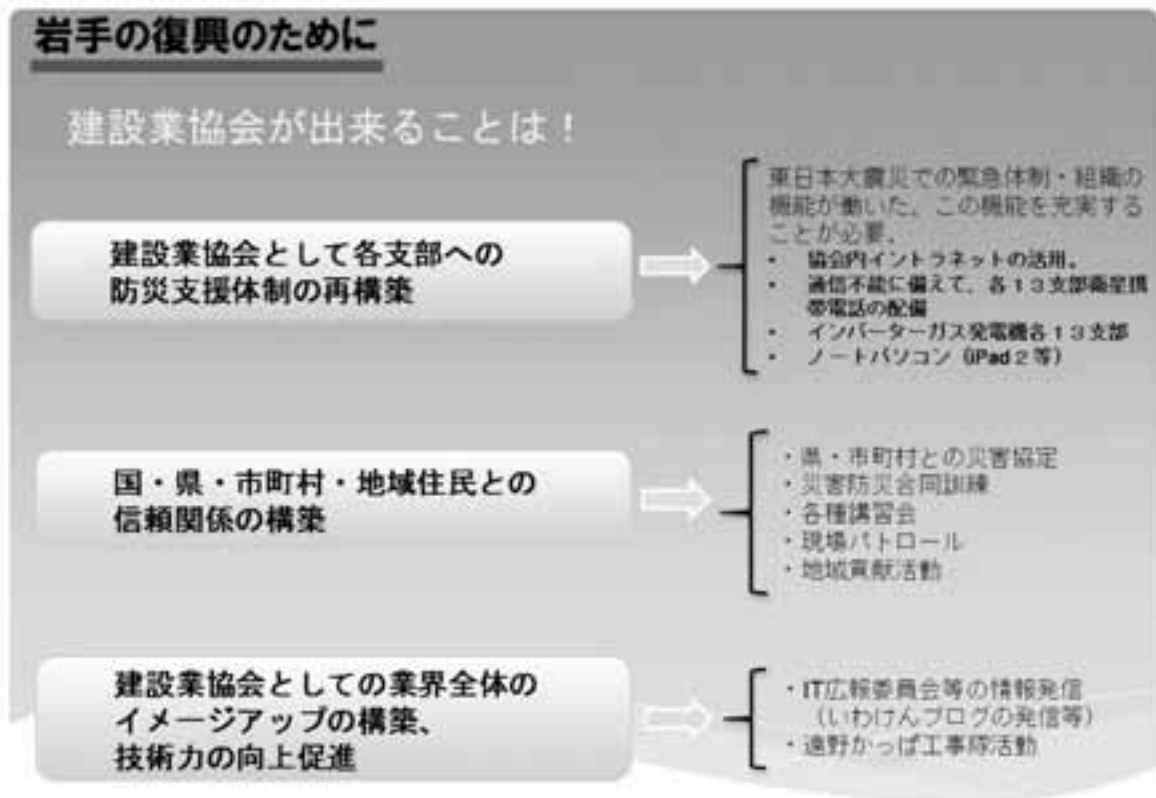 岩手の復興のために
建設業協会が出来ることは！
建設業協会として各支部への
防災支援体制の再構築
東日本大震災での緊急体制・組織の
機能が働いた。この機能を充実する
ことが必要。
・ 協会内イントラネットの活用。
・ 通信不能に備えて、各１３支部衛星携
帯電話の配備
・ インバーターガス発電機各１３支部
・ ノートパソコン（iPad２等）
国・県・市町村・地域住民との
信頼関係の構築
・県・市町村との災害協定
・災害防災合同訓練
・各種講習会
・現場パトロール
・地域貢献活動
建設業協会としての業界全体の
イメージアップの構築、
技術力の向上促進
・IT広報委員会等の情報発信
（いわけんブログの発信等）
・遠野かっぱ工事隊活動